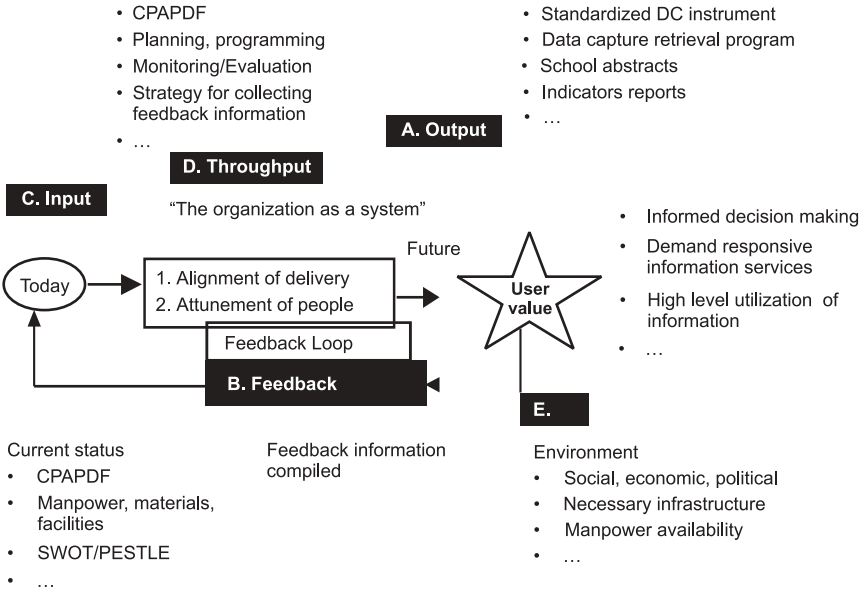 • CPAPDF
• Planning, programming
• Monitoring/Evaluation
• Strategy for collecting
feedback information
• ...
• Standardized DC instrument
• Data capture retrieval program
• School abstracts
• Indicators reports
• ...
A. Output
D. Throughput
C. Input
“The organization as a system”
Today
1. Alignment of delivery
2. Attunement of people
Feedback Loop
B. Feedback
Future
User
value
• Informed decision making
• Demand responsive
information services
• High level utilization of
information
• ...
E.
Current status
• CPAPDF
• Manpower, materials,
facilities
• SWOT/PESTLE
• ...
Feedback information
compiled
Environment
• Social, economic, political
• Necessary infrastructure
• Manpower availability
• ...